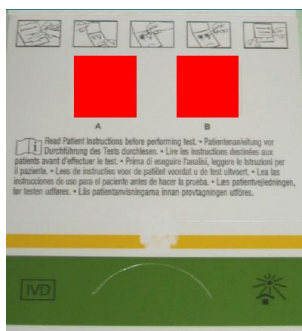 A B
Read Patient Instructions before performing test. • Patientenanleitung vor
Durchführung des Tests durchlesen. • Lire les instructions destinées aux
patients avant d'effectuer le test. • Prima di eseguire l'analisi, leggere le Istruzioni per
il paziente. • Lees de instructies voor de patiënt voordat u de test uitvoert. • Lea las
instrucciones de uso para el paciente antes de hacer la prueba. • Læs patientvejledningen,
før testen udføres. • Läs patientanvisningarna innan provtagningen utföres.
IVD